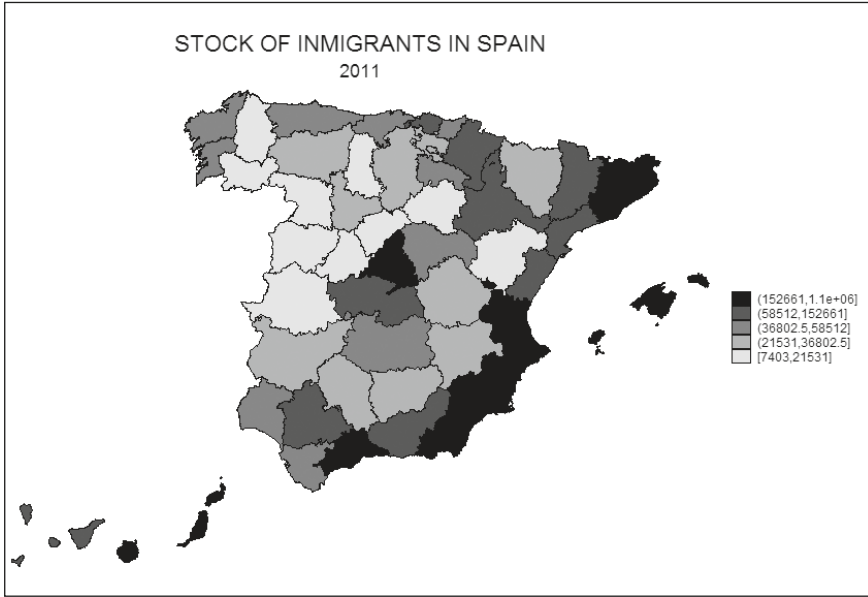 STOCK OF INMIGRANTS IN SPAIN
2011
(152661,1.1e+06]
(58512,152661]
(36802.5,58512]
(21531,36802.5]
[7403,21531]